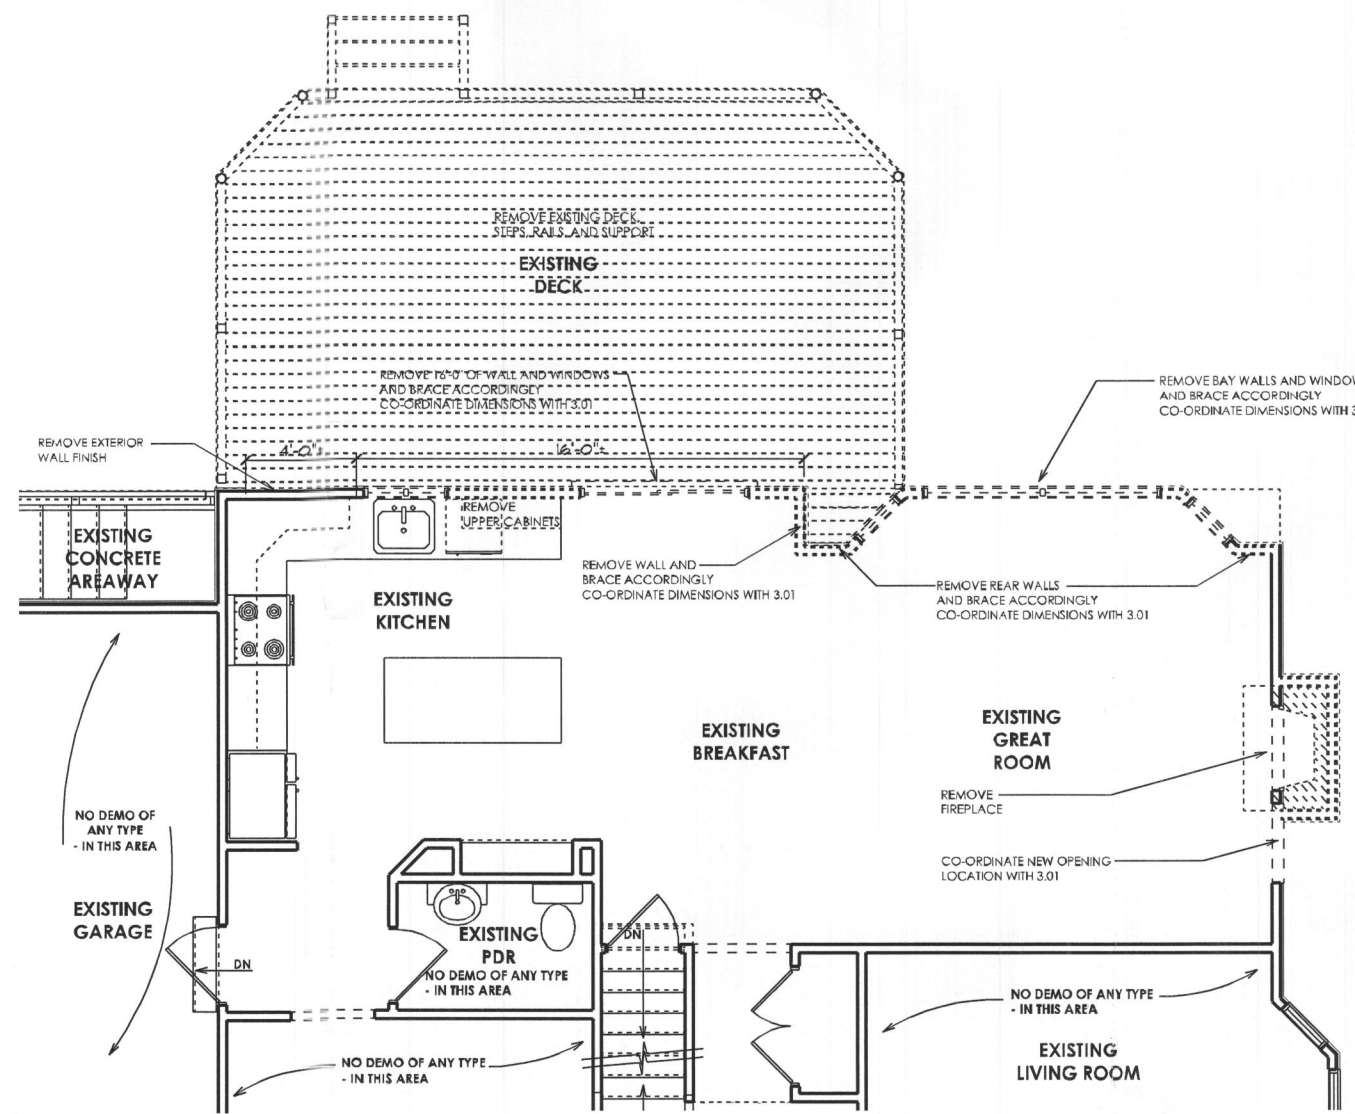 REMOVE EXISTING DECK,
STEPS, RAILS, AND SUPPORT
EXISTING
DECK
REMOVE 16'-0" OF WALL AND WINDOWS
AND BRACE ACCORDINGLY
CO-ORDINATE DIMENSIONS WITH 3.01
REMOVE BAY WALLS AND WINDOW
AND BRACE ACCORDINGLY
CO-ORDINATE DIMENSIONS WITH 3
REMOVE EXTERIOR
WALL FINISH
4'-0"±
16'-0"±
REMOVE
UPPER CABINETS
EXISTING
CONCRETE
AREAWAY
REMOVE WALL AND
BRACE ACCORDINGLY
CO-ORDINATE DIMENSIONS WITH 3.01
REMOVE REAR WALLS
AND BRACE ACCORDINGLY
CO-ORDINATE DIMENSIONS WITH 3.01
EXISTING
KITCHEN
EXISTING
BREAKFAST
EXISTING
GREAT
ROOM
REMOVE
FIREPLACE
NO DEMO OF
ANY TYPE
- IN THIS AREA
CO-ORDINATE NEW OPENING
LOCATION WITH 3.01
EXISTING
GARAGE
DN
EXISTING
PDR
NO DEMO OF ANY TYPE
- IN THIS AREA
DN
NO DEMO OF ANY TYPE
- IN THIS AREA
EXISTING
LIVING ROOM
NO DEMO OF ANY TYPE
- IN THIS AREA